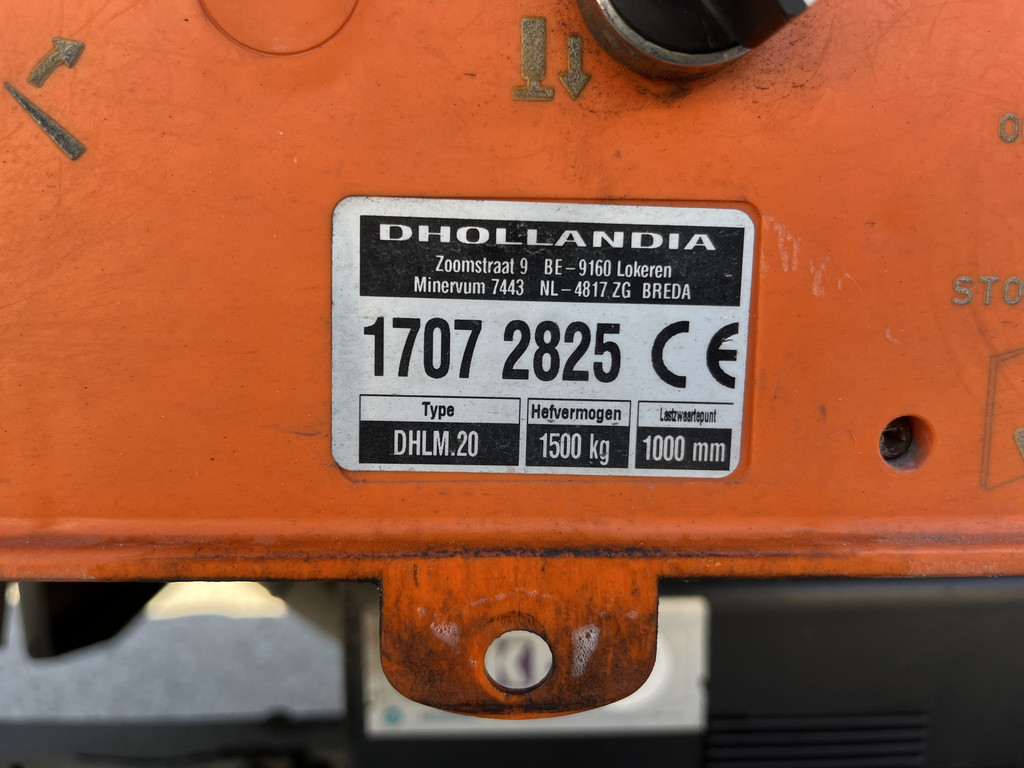 O
STO
DHOLLANDIA
Zoomstraat 9 BE-9160 Lokeren
Minervum 7443 NL-4817 ZG BREDA
1707 2825 CE
Type Hefvermogen Lastzwaartepunt
DHLM.20 1500 kg 1000 mm